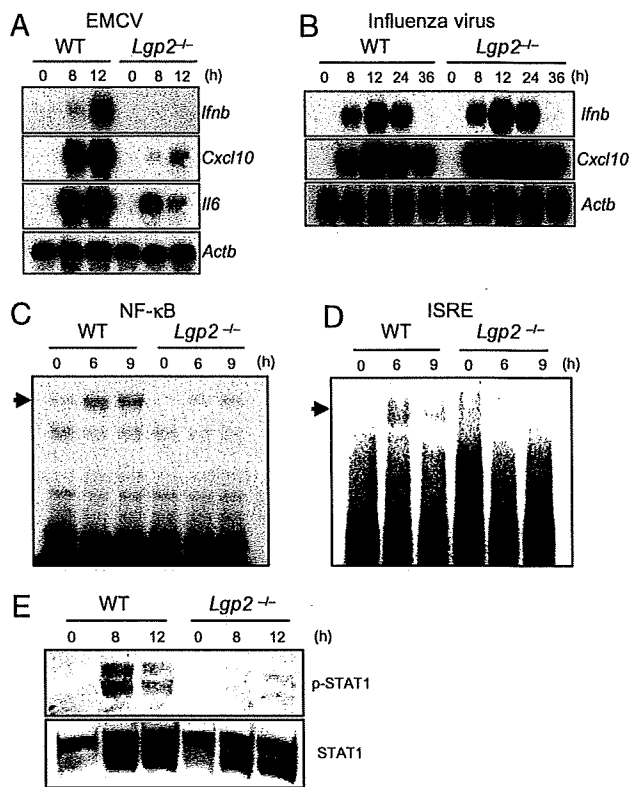 A
EMCV
WT Lgp2-/-
0 8 12 0 8 12 (h)
Ifnb
Cxcl10
Il6
Actb
B
Influenza virus
WT Lgp2-/-
0 8 12 24 36 0 8 12 24 36 (h)
Ifnb
Cxcl10
Actb
C
NF-κB
WT Lgp2-/-
0 6 9 0 6 9 (h)
D
ISRE
WT Lgp2-/-
0 6 9 0 6 9 (h)
E
WT Lgp2-/-
0 8 12 0 8 12 (h)
p-STAT1
STAT1